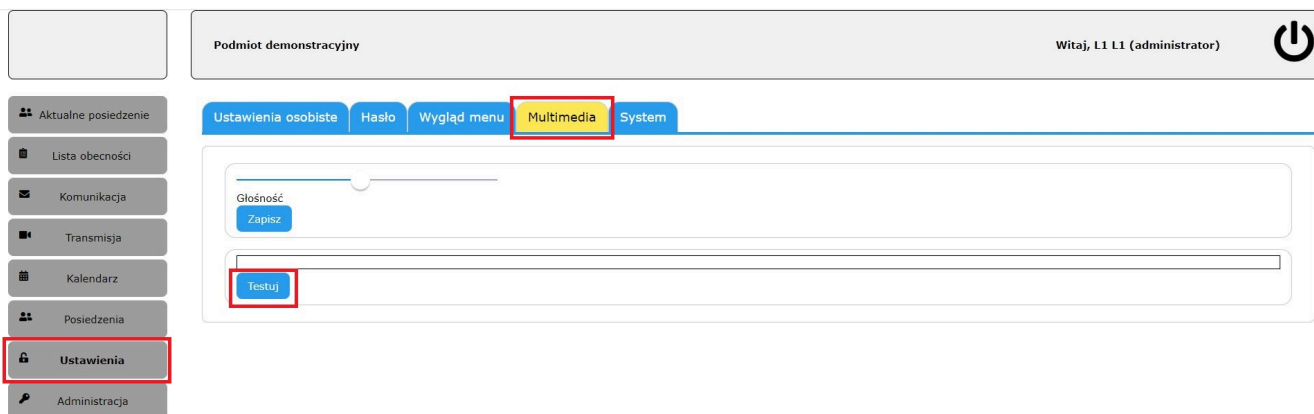 Podmiot demonstracyjny
Witaj, L1 L1 (administrator)
Aktualne posiedzenie
Lista obecności
Komunikacja
Transmisja
Kalendarz
Posiedzenia
Ustawienia
Administracja
Ustawienia osobiste
Hasło
Wygląd menu
Multimedia
System
Głośność
Zapisz
Testuj